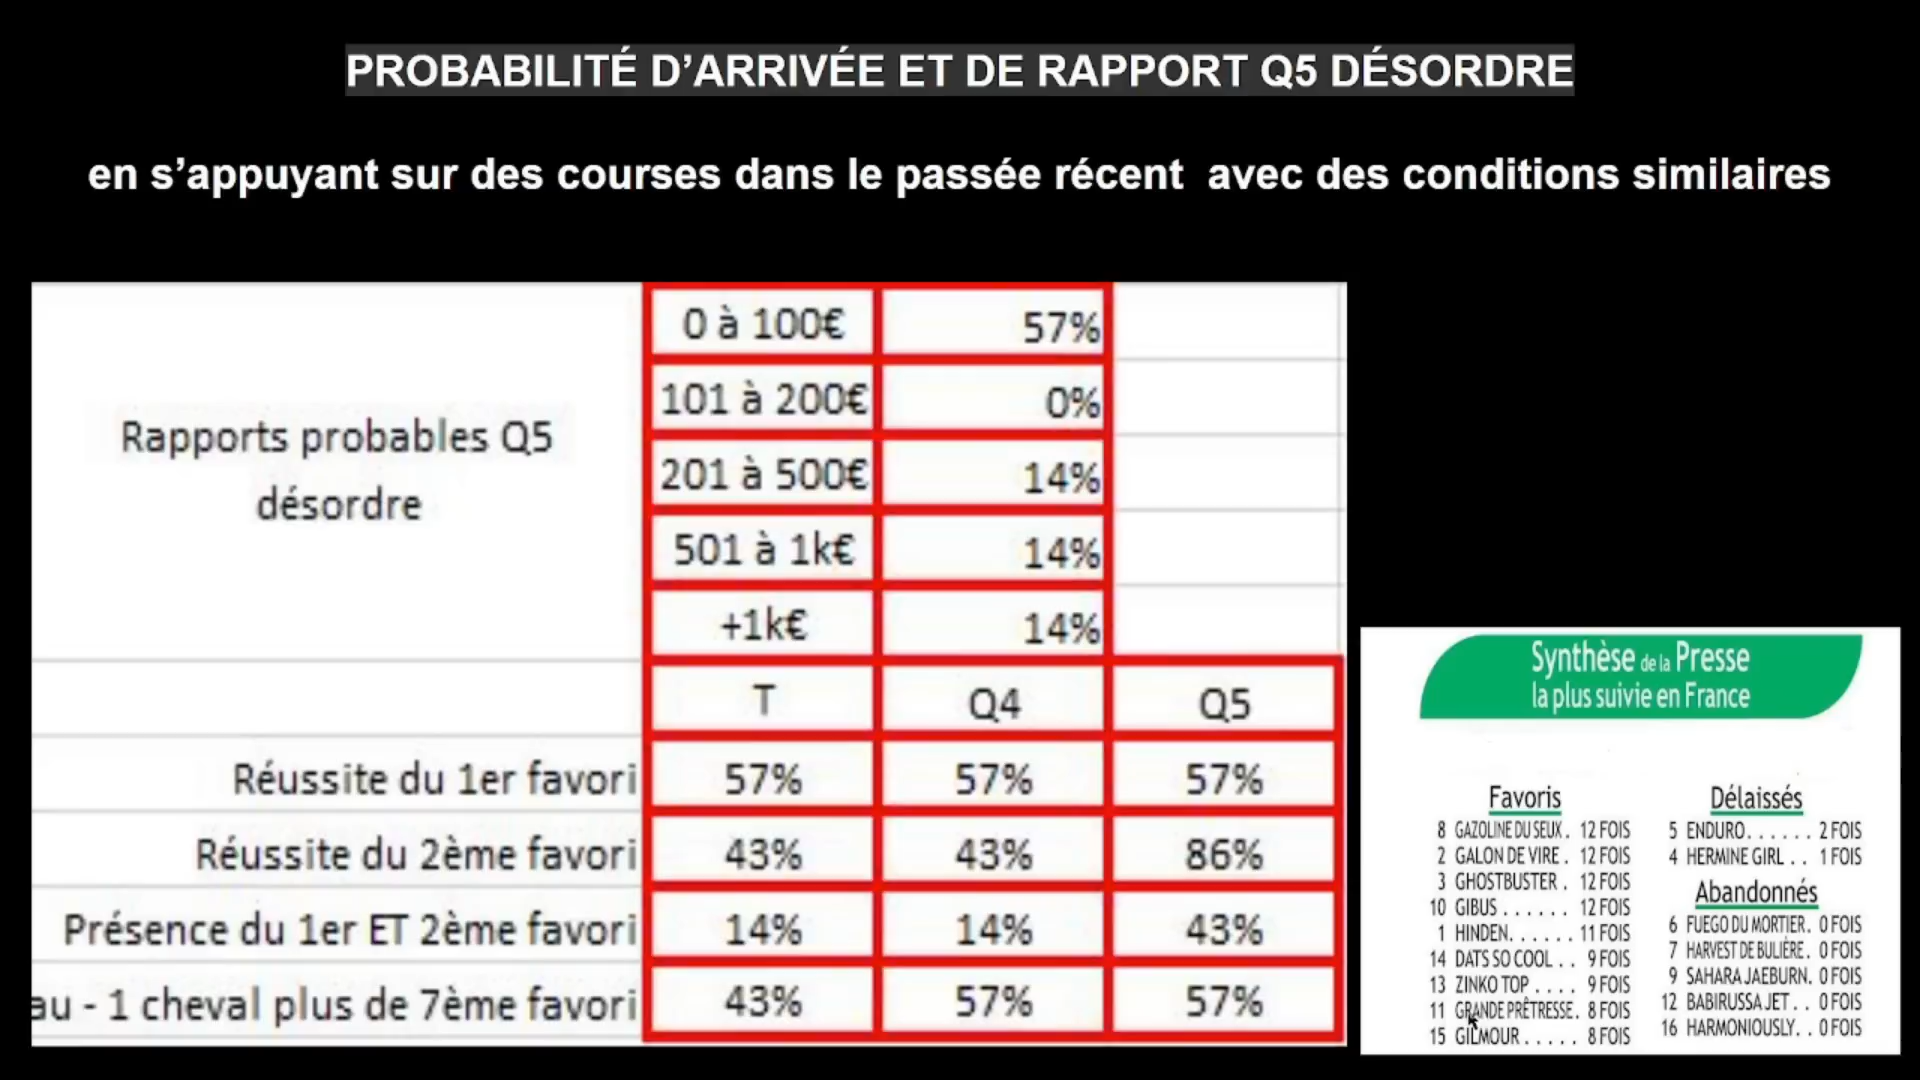 PROBABILITÉ D’ARRIVÉE ET DE RAPPORT Q5 DÉSORDRE
en s’appuyant sur des courses dans le passée récent avec des conditions similaires
Rapports probables Q5
désordre
0 à 100€ 57%
101 à 200€ 0%
201 à 500€ 14%
501 à 1k€ 14%
+1k€ 14%
T Q4 Q5
Réussite du 1er favori 57% 57% 57%
Réussite du 2ème favori 43% 43% 86%
Présence du 1er ET 2ème favori 14% 14% 43%
au - 1 cheval plus de 7ème favori 43% 57% 57%
Synthèse de la Presse
la plus suivie en France
Favoris
8 GAZOLINE DU SEUX . 12 FOIS
2 GALON DE VIRE . 12 FOIS
3 GHOSTBUSTER . 12 FOIS
10 GIBUS . . . . . . 12 FOIS
1 HINDEN. . . . . . 11 FOIS
14 DATS SO COOL . . 9 FOIS
13 ZINKO TOP . . . . 9 FOIS
11 GRANDE PRÊTRESSE. 8 FOIS
15 GILMOUR . . . . . 8 FOIS
Délaissés
5 ENDURO. . . . . . 2 FOIS
4 HERMINE GIRL . . 1 FOIS
Abandonnés
6 FUEGO DU MORTIER. 0 FOIS
7 HARVEST DE BULIÈRE. 0 FOIS
9 SAHARA JAEBURN. 0 FOIS
12 BABIRUSSA JET . . 0 FOIS
16 HARMONIOUSLY. . 0 FOIS